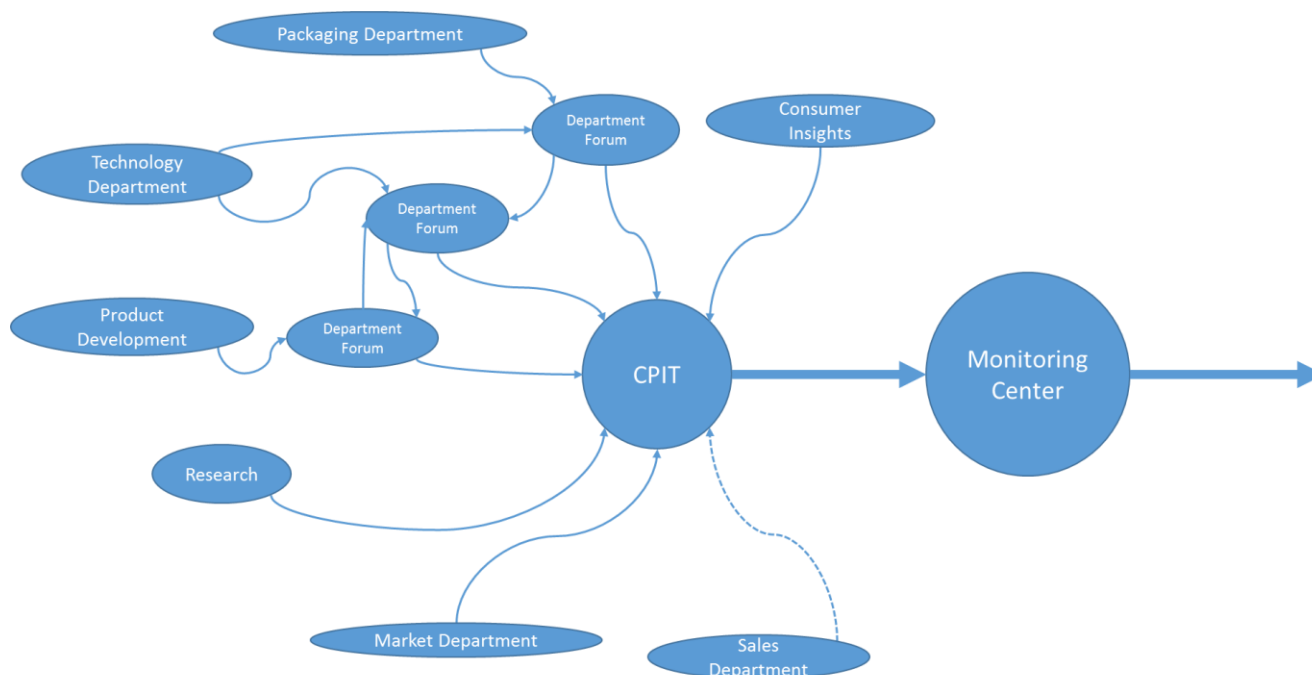 Packaging Department
Department
Forum
Consumer
Insights
Technology
Department
Department
Forum
Product
Development
Department
Forum
CPIT
Monitoring
Center
Research
Market Department
Sales
Department